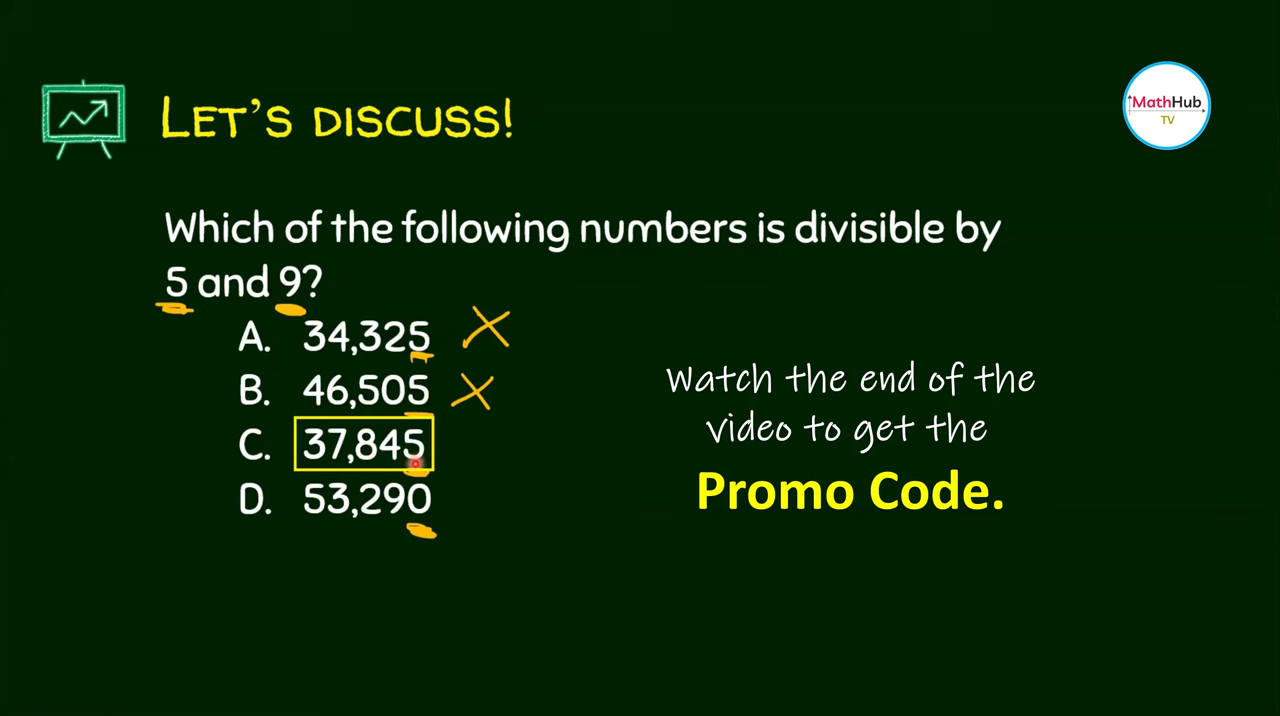 LET'S DISCUSS!
MathHub
TV
Which of the following numbers is divisible by
5 and 9?
A. 34,325
B. 46,505
C. 37,845
D. 53,290
Watch the end of the
video to get the
Promo Code.